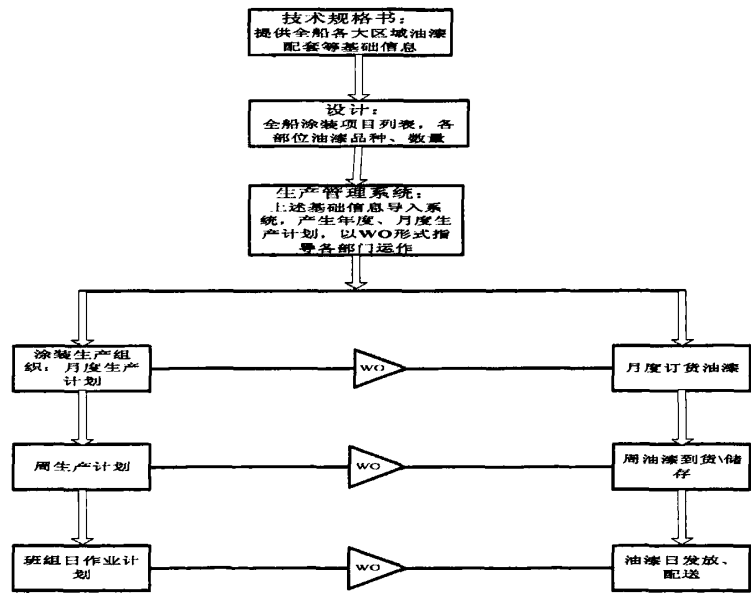 技术规格书：
提供全船各大区域油漆
配套等基础信息
设计：
全船涂装项目列表，各
部位油漆品种、数量
生产管理系统：
上述基础信息导入系
统，产生年度、月度生
产计划，以WO形式指
导各部门运作
涂装生产组
织：月度生产
计划
WO
月度订货油漆
周生产计划
WO
周油漆到货\储
存
班组日作业计
划
WO
油漆日发放、
配送